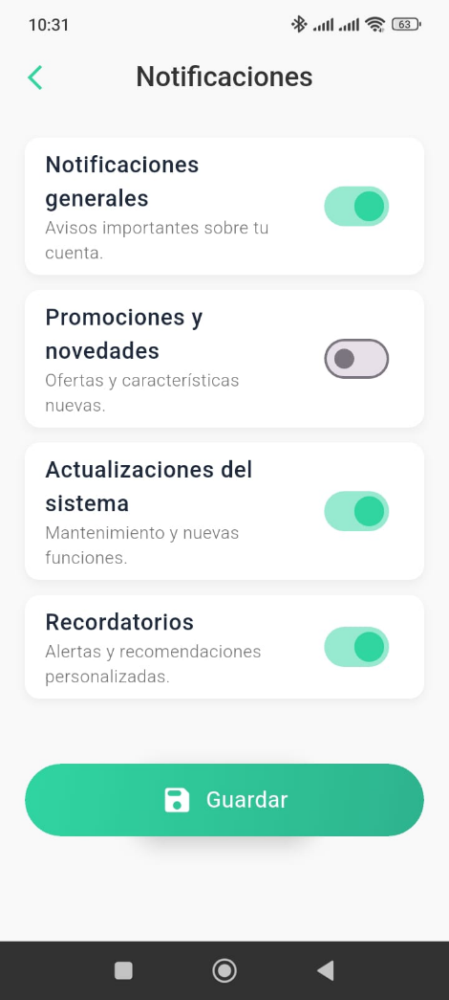 10:31
63
Notificaciones
Notificaciones
generales
Avisos importantes sobre tu
cuenta.
Promociones y
novedades
Ofertas y características
nuevas.
Actualizaciones del
sistema
Mantenimiento y nuevas
funciones.
Recordatorios
Alertas y recomendaciones
personalizadas.
Guardar